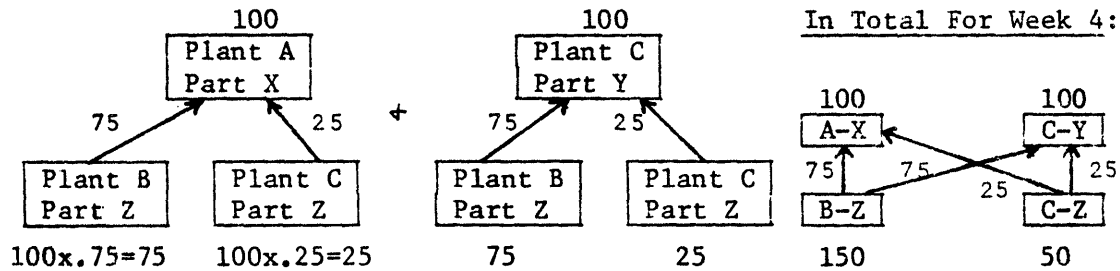 100
Plant A
Part X
75
25
Plant B
Part Z
Plant C
Part Z
100x.75=75
100x.25=25
+
100
Plant C
Part Y
75
25
Plant B
Part Z
Plant C
Part Z
75
25
In Total For Week 4:
100
100
A-X
C-Y
75
75
25
25
B-Z
C-Z
150
50